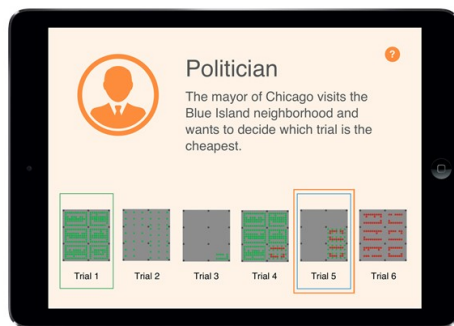 ?
Politician
The mayor of Chicago visits the
Blue Island neighborhood and
wants to decide which trial is the
cheapest.
Trial 1
Trial 2
Trial 3
Trial 4
Trial 5
Trial 6